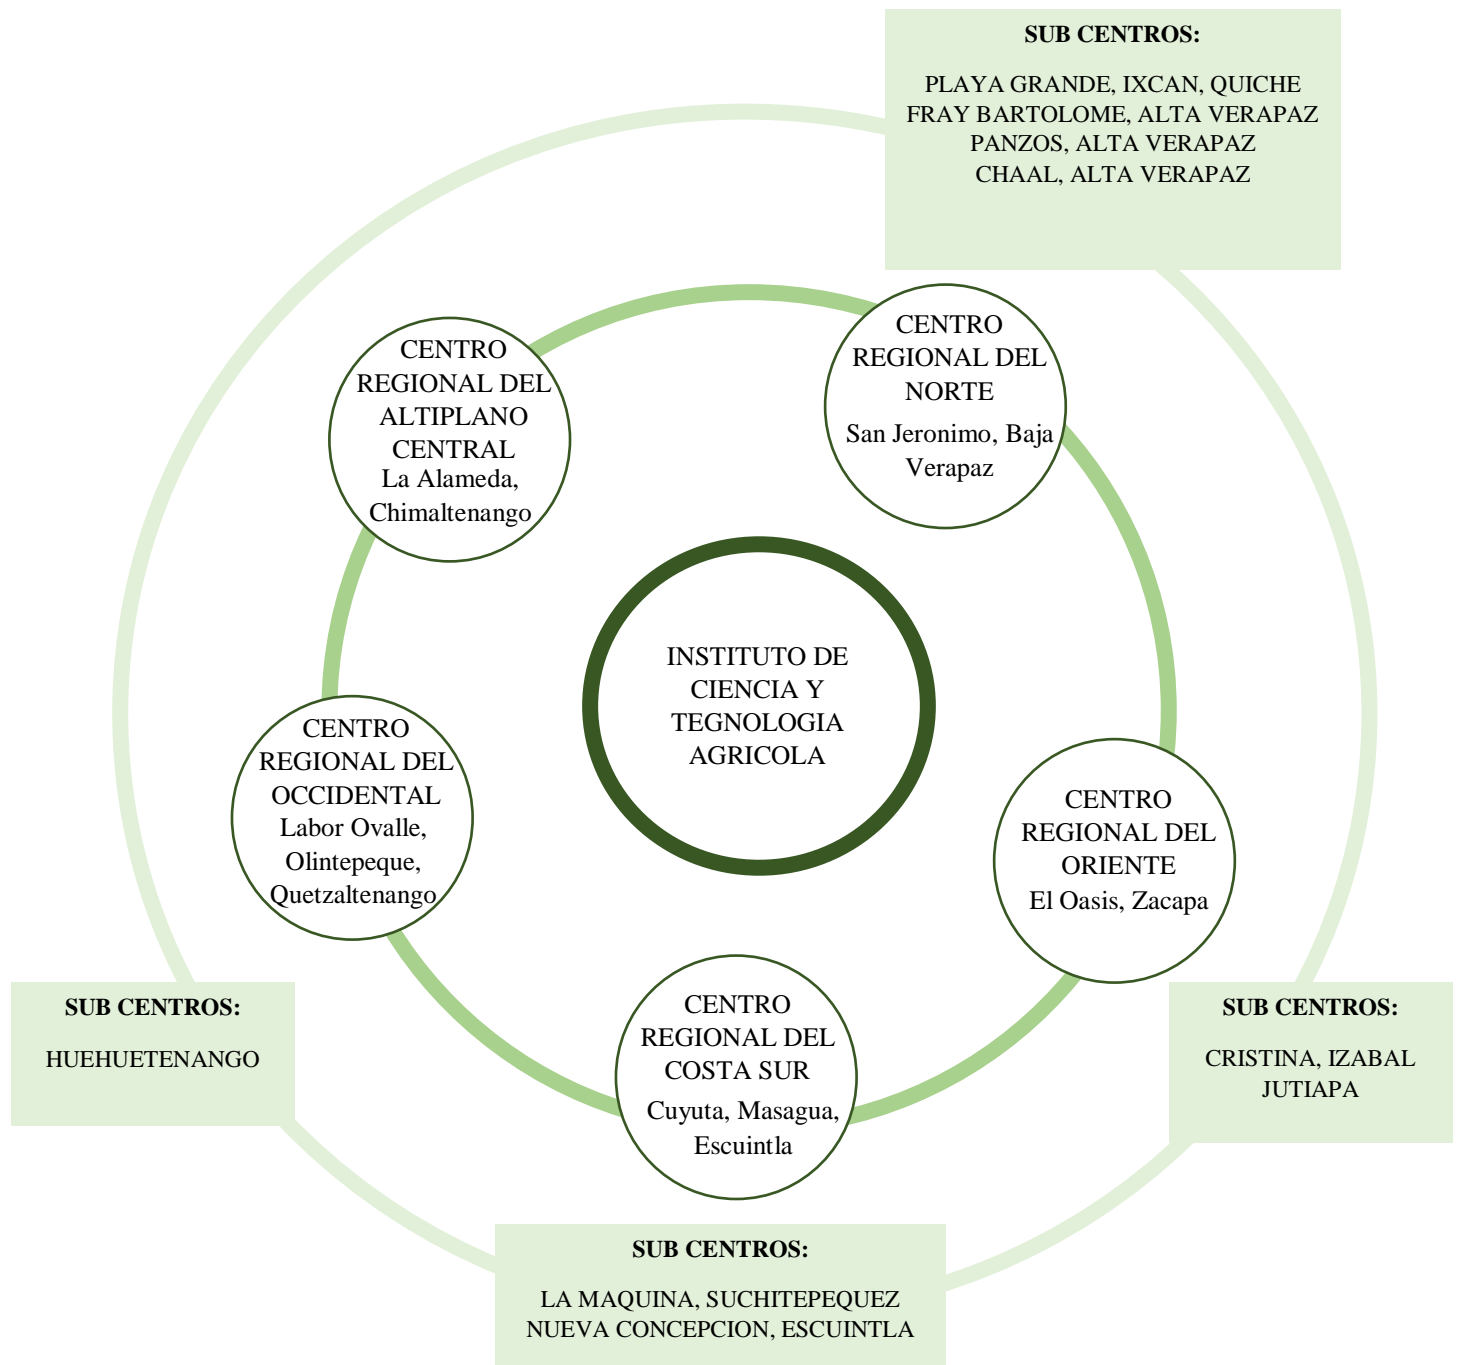 SUB CENTROS:
PLAYA GRANDE, IXCAN, QUICHE
FRAY BARTOLOME, ALTA VERAPAZ
PANZOS, ALTA VERAPAZ
CHAAL, ALTA VERAPAZ
CENTRO
REGIONAL DEL
ALTIPLANO
CENTRAL
La Alameda,
Chimaltenango
CENTRO
REGIONAL DEL
NORTE
San Jeronimo, Baja
Verapaz
INSTITUTO DE
CIENCIA Y
TEGNOLOGIA
AGRICOLA
CENTRO
REGIONAL DEL
OCCIDENTAL
Labor Ovalle,
Olintepeque,
Quetzaltenango
CENTRO
REGIONAL DEL
ORIENTE
El Oasis, Zacapa
CENTRO
REGIONAL DEL
COSTA SUR
Cuyuta, Masagua,
Escuintla
SUB CENTROS:
HUEHUETENANGO
SUB CENTROS:
CRISTINA, IZABAL
JUTIAPA
SUB CENTROS:
LA MAQUINA, SUCHITEPEQUEZ
NUEVA CONCEPCION, ESCUINTLA